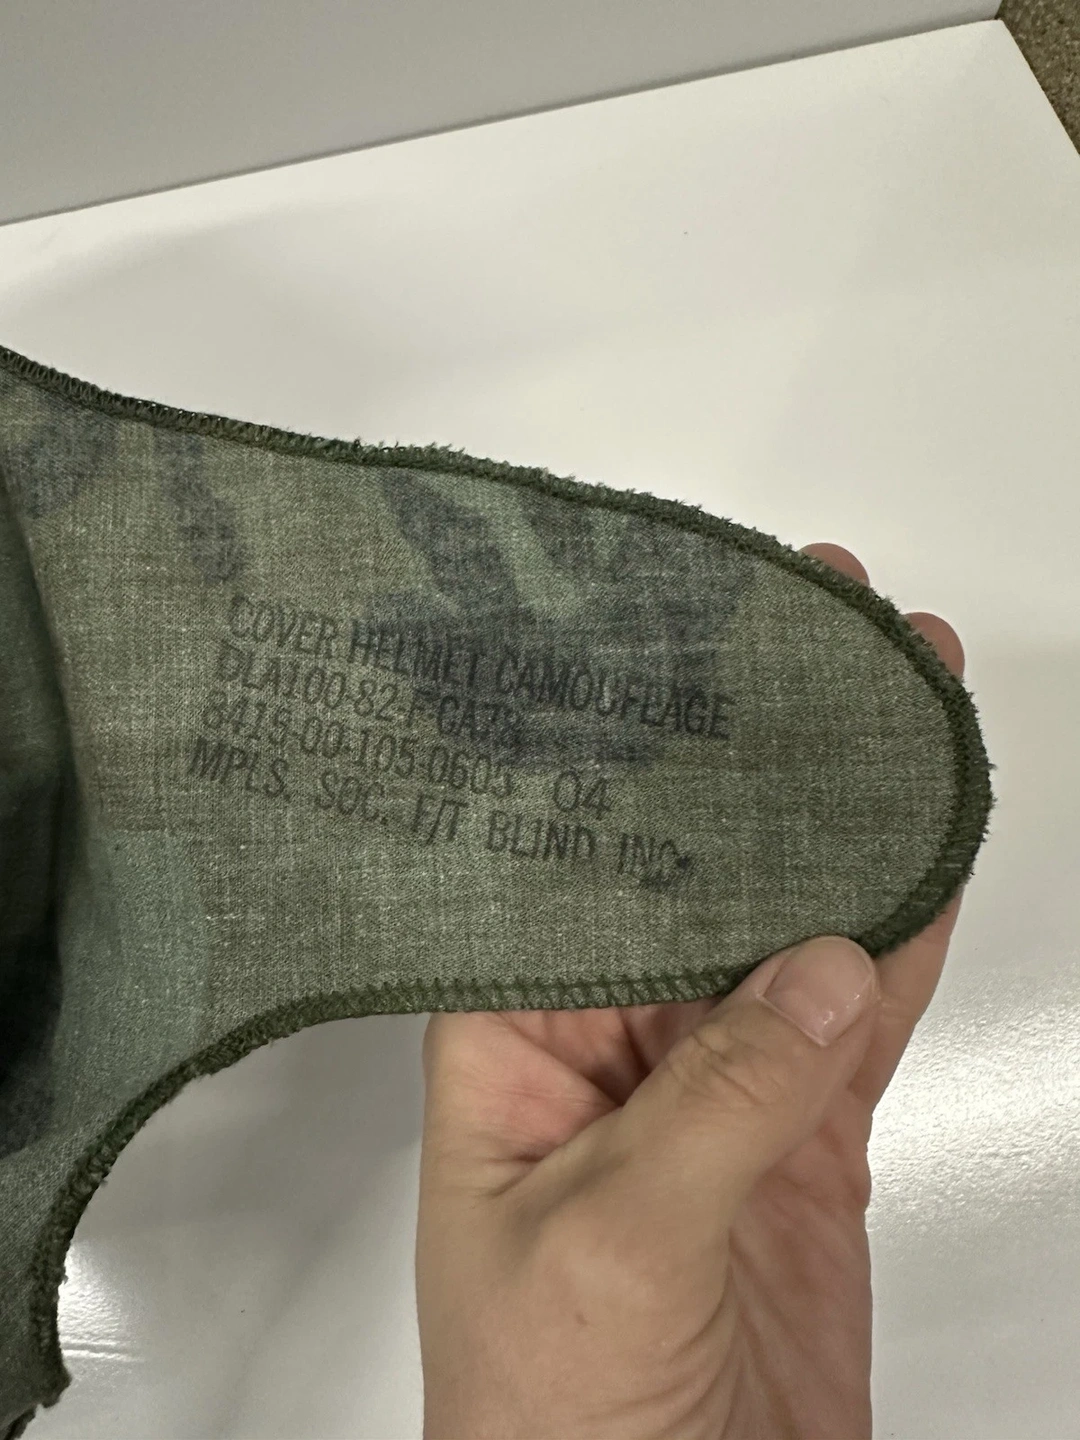 COVER HELMET CAMOUFLAGE
DLA100-82-F-CA78
8415-00-105-0605 04
MPLS. SOC. F/T BLIND INC.